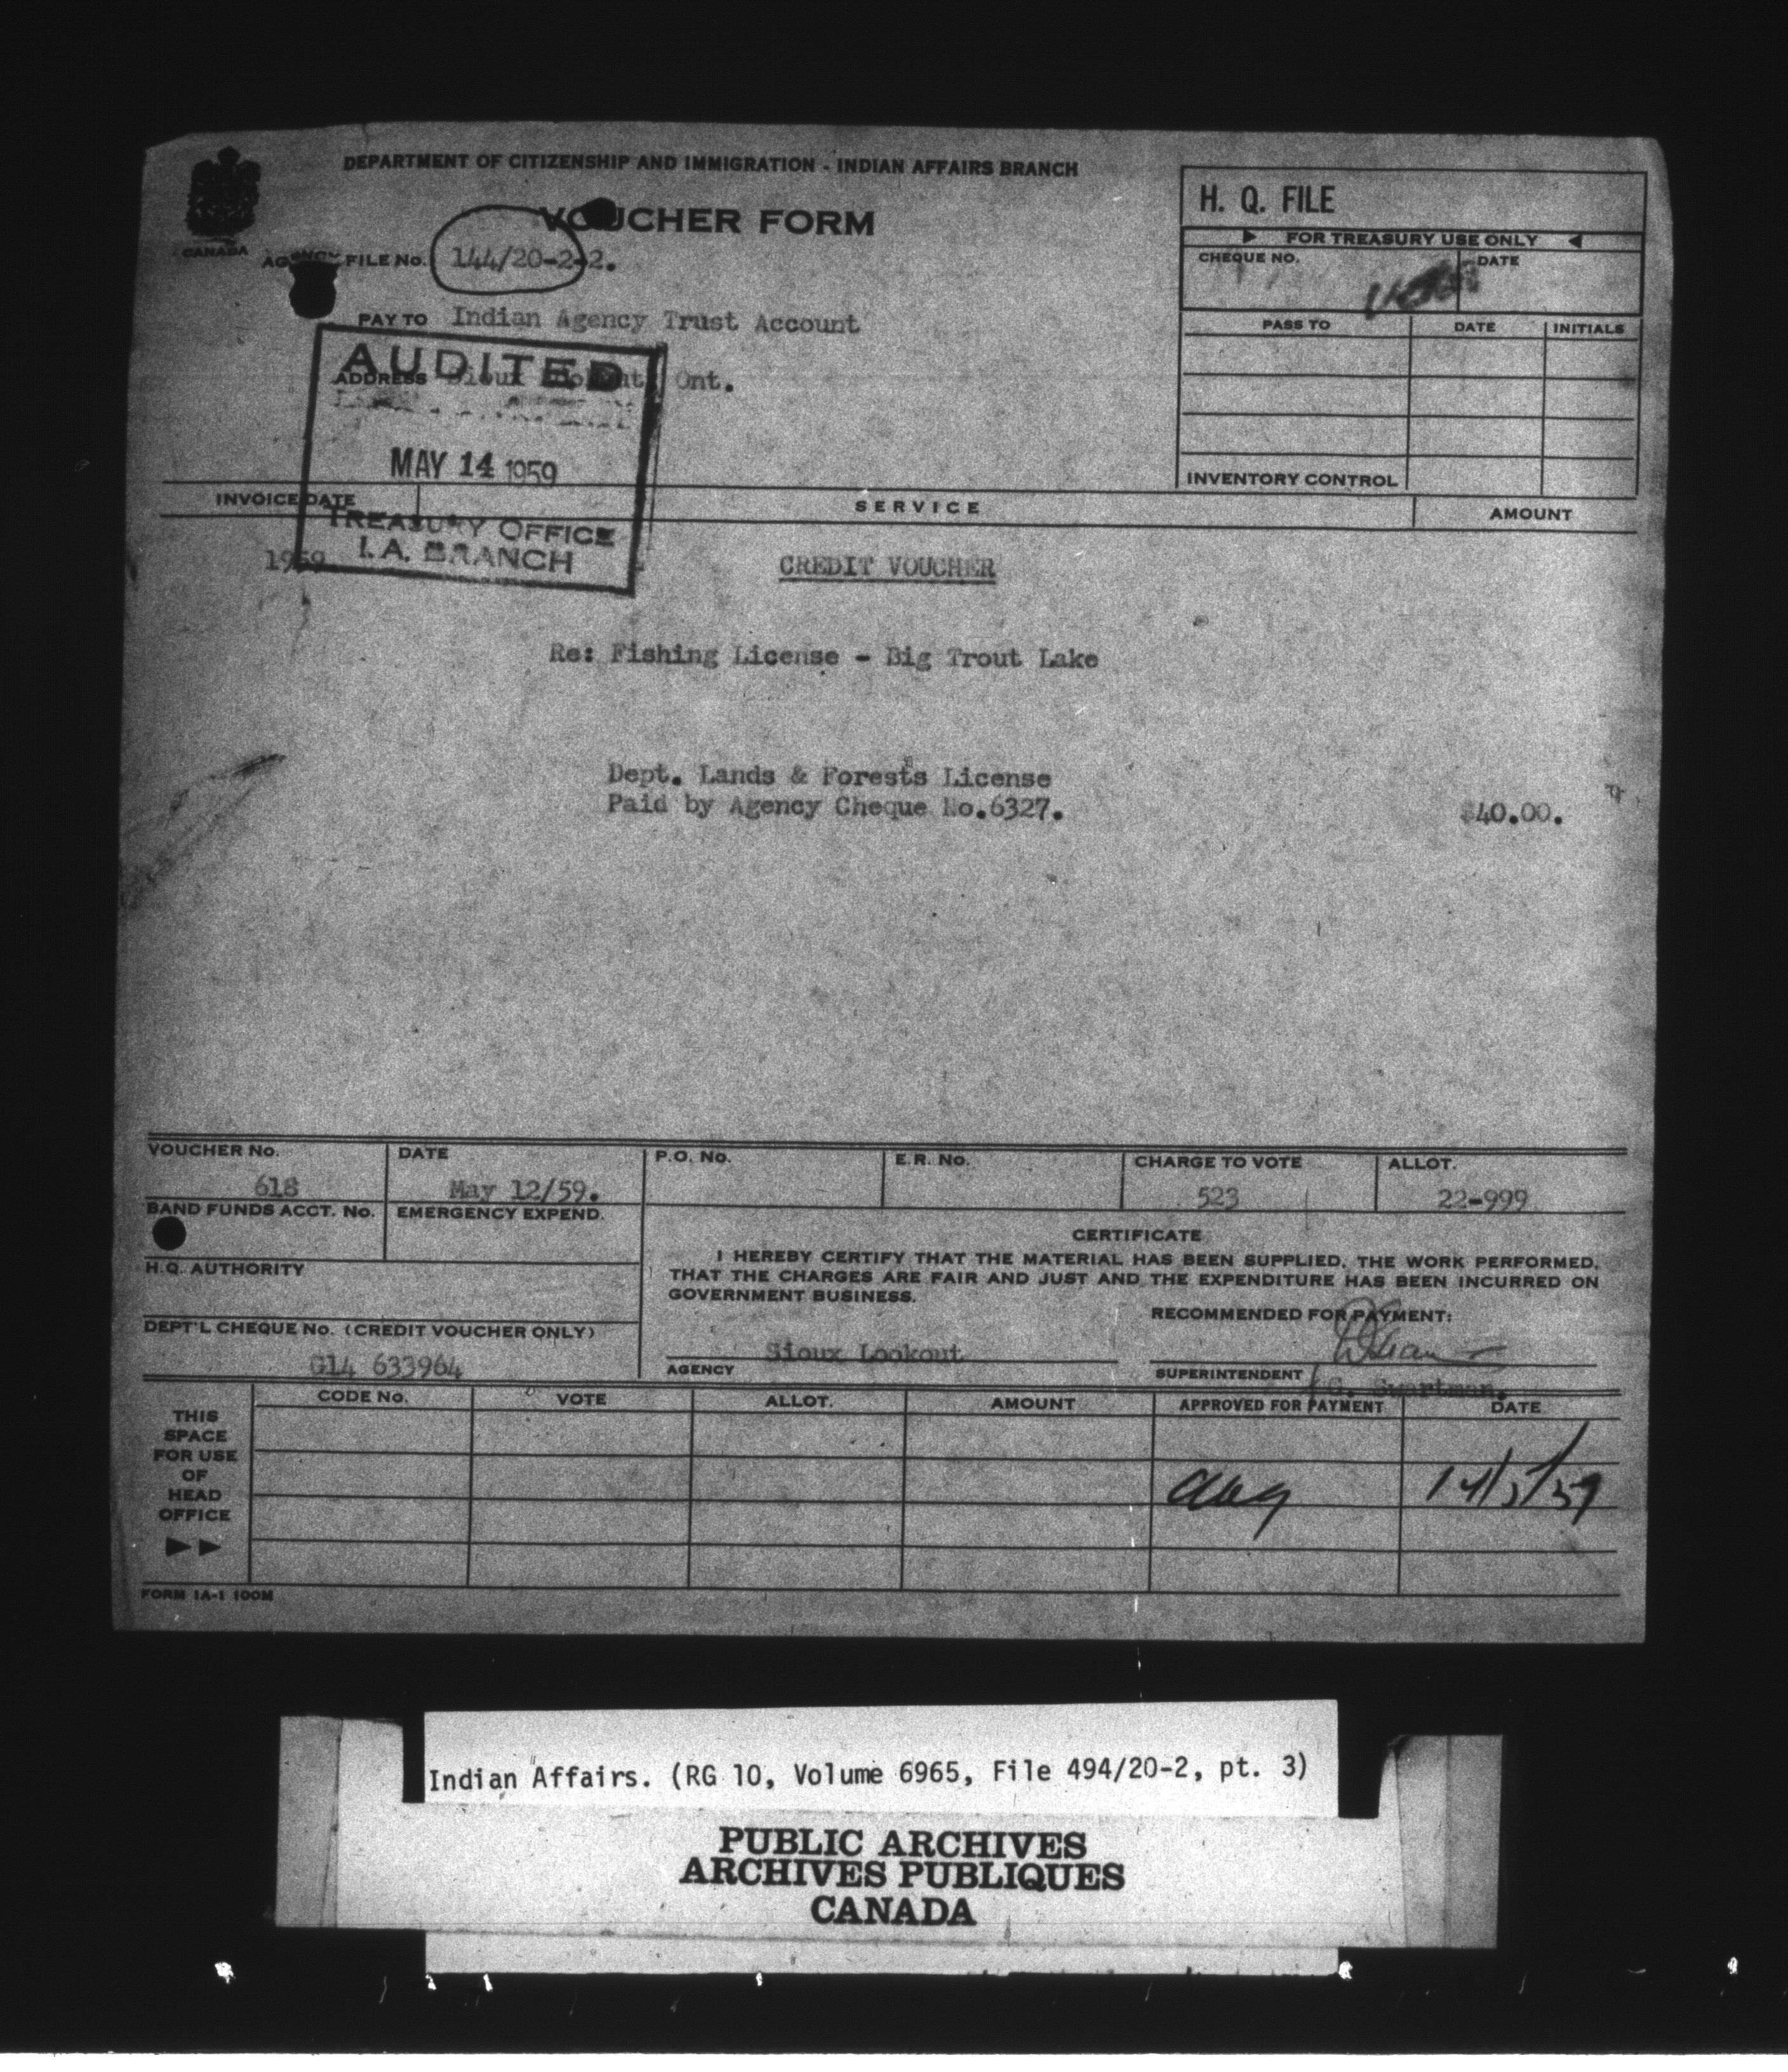 DEPARTMENT OF CITIZENSHIP AND IMMIGRATION - INDIAN AFFAIRS BRANCH
CANADA
VOUCHER FORM
AGENCY FILE No. 144/20-2-2.
H. Q. FILE
FOR TREASURY USE ONLY
CHEQUE NO. DATE
PASS TO DATE INITIALS
INVENTORY CONTROL
PAY TO Indian Agency Trust Account
ADDRESS Sioux Lookout, Ont.
AUDITED
MAY 14 1959
TREASURY OFFICE
I. A. BRANCH
INVOICE DATE SERVICE AMOUNT
1959 CREDIT VOUCHER
Re: Fishing License - Big Trout Lake
Dept. Lands & Forests License
Paid by Agency Cheque No.6327. $40.00.
VOUCHER No. DATE P.O. No. E.R. No. CHARGE TO VOTE ALLOT.
618 May 12/59. 523 22-999
BAND FUNDS ACCT. No. EMERGENCY EXPEND.
H.Q. AUTHORITY
DEPT'L CHEQUE No. (CREDIT VOUCHER ONLY)
G14 633964
CERTIFICATE
I HEREBY CERTIFY THAT THE MATERIAL HAS BEEN SUPPLIED, THE WORK PERFORMED,
THAT THE CHARGES ARE FAIR AND JUST AND THE EXPENDITURE HAS BEEN INCURRED ON
GOVERNMENT BUSINESS.
RECOMMENDED FOR PAYMENT:
Sioux Lookout
AGENCY SUPERINTENDENT
G. Swartman.
THIS SPACE FOR USE OF HEAD OFFICE
CODE No. VOTE ALLOT. AMOUNT APPROVED FOR PAYMENT DATE
14/5/59
FORM 1A-1 100M
Indian Affairs. (RG 10, Volume 6965, File 494/20-2, pt. 3)
PUBLIC ARCHIVES
ARCHIVES PUBLIQUES
CANADA